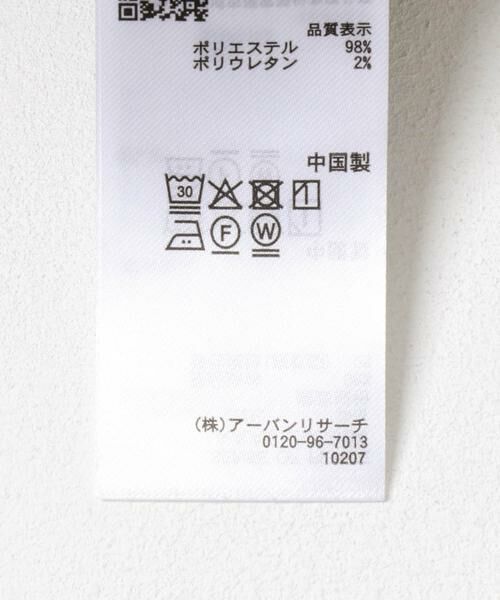 品質表示
ポリエステル 98%
ポリウレタン 2%
中国製
30
F W
(株)アーバンリサーチ
0120-96-7013
10207